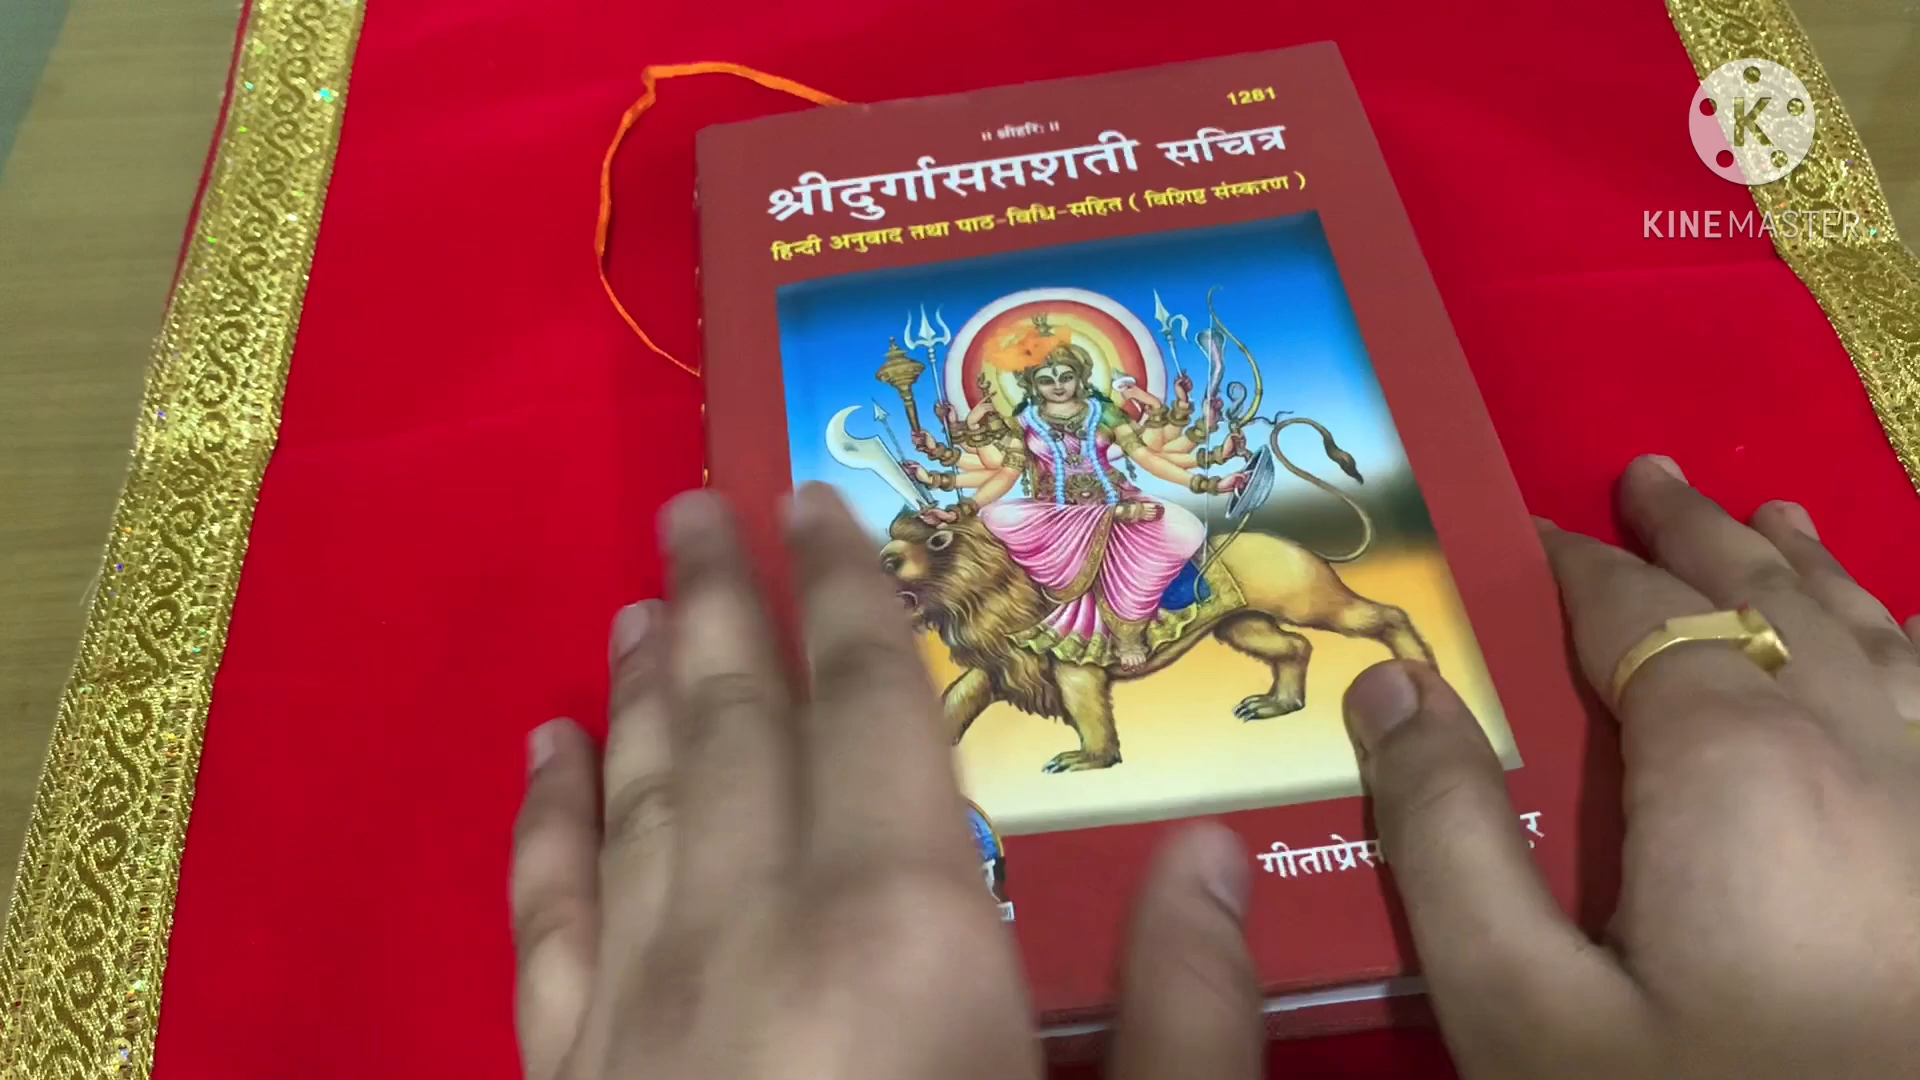 1281
॥ श्रीहरिः ॥
श्रीदुर्गासप्तशती सचित्र
हिन्दी अनुवाद तथा पाठ-विधि-सहित ( विशिष्ट संस्करण )
गीताप्रेस
K
KINEMASTER